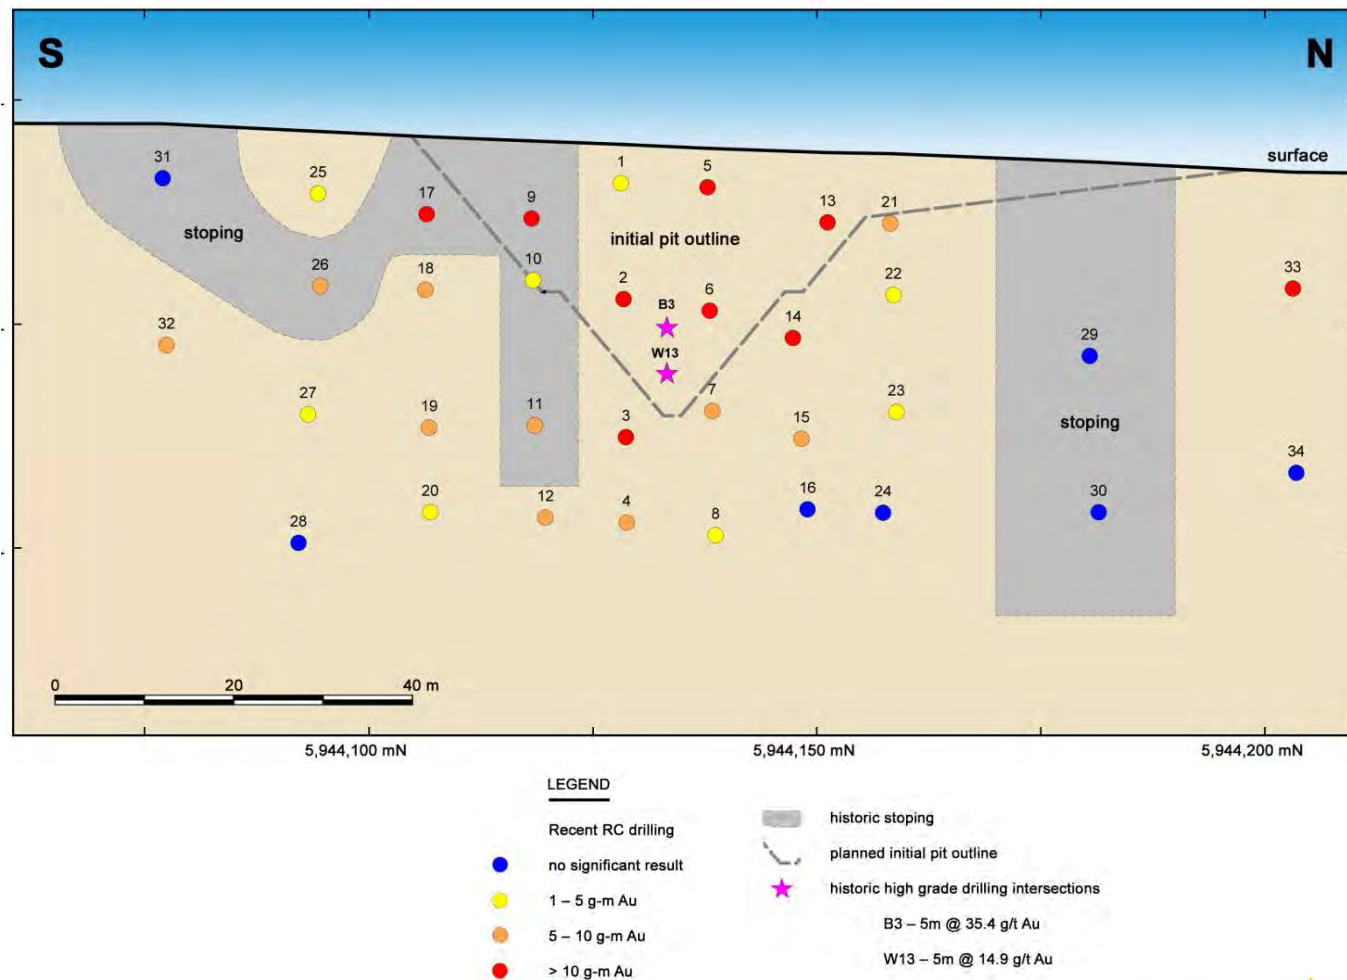 S
N
surface
31
25
17
9
1
5
13
21
stoping
initial pit outline
26
18
10
2
B3
6
22
33
32
W13
14
29
27
19
11
3
7
15
23
stoping
28
20
12
4
8
16
24
30
34
0 20 40 m
5,944,100 mN 5,944,150 mN 5,944,200 mN
LEGEND
Recent RC drilling
no significant result
1 – 5 g-m Au
5 – 10 g-m Au
> 10 g-m Au
historic stoping
planned initial pit outline
historic high grade drilling intersections
B3 – 5m @ 35.4 g/t Au
W13 – 5m @ 14.9 g/t Au